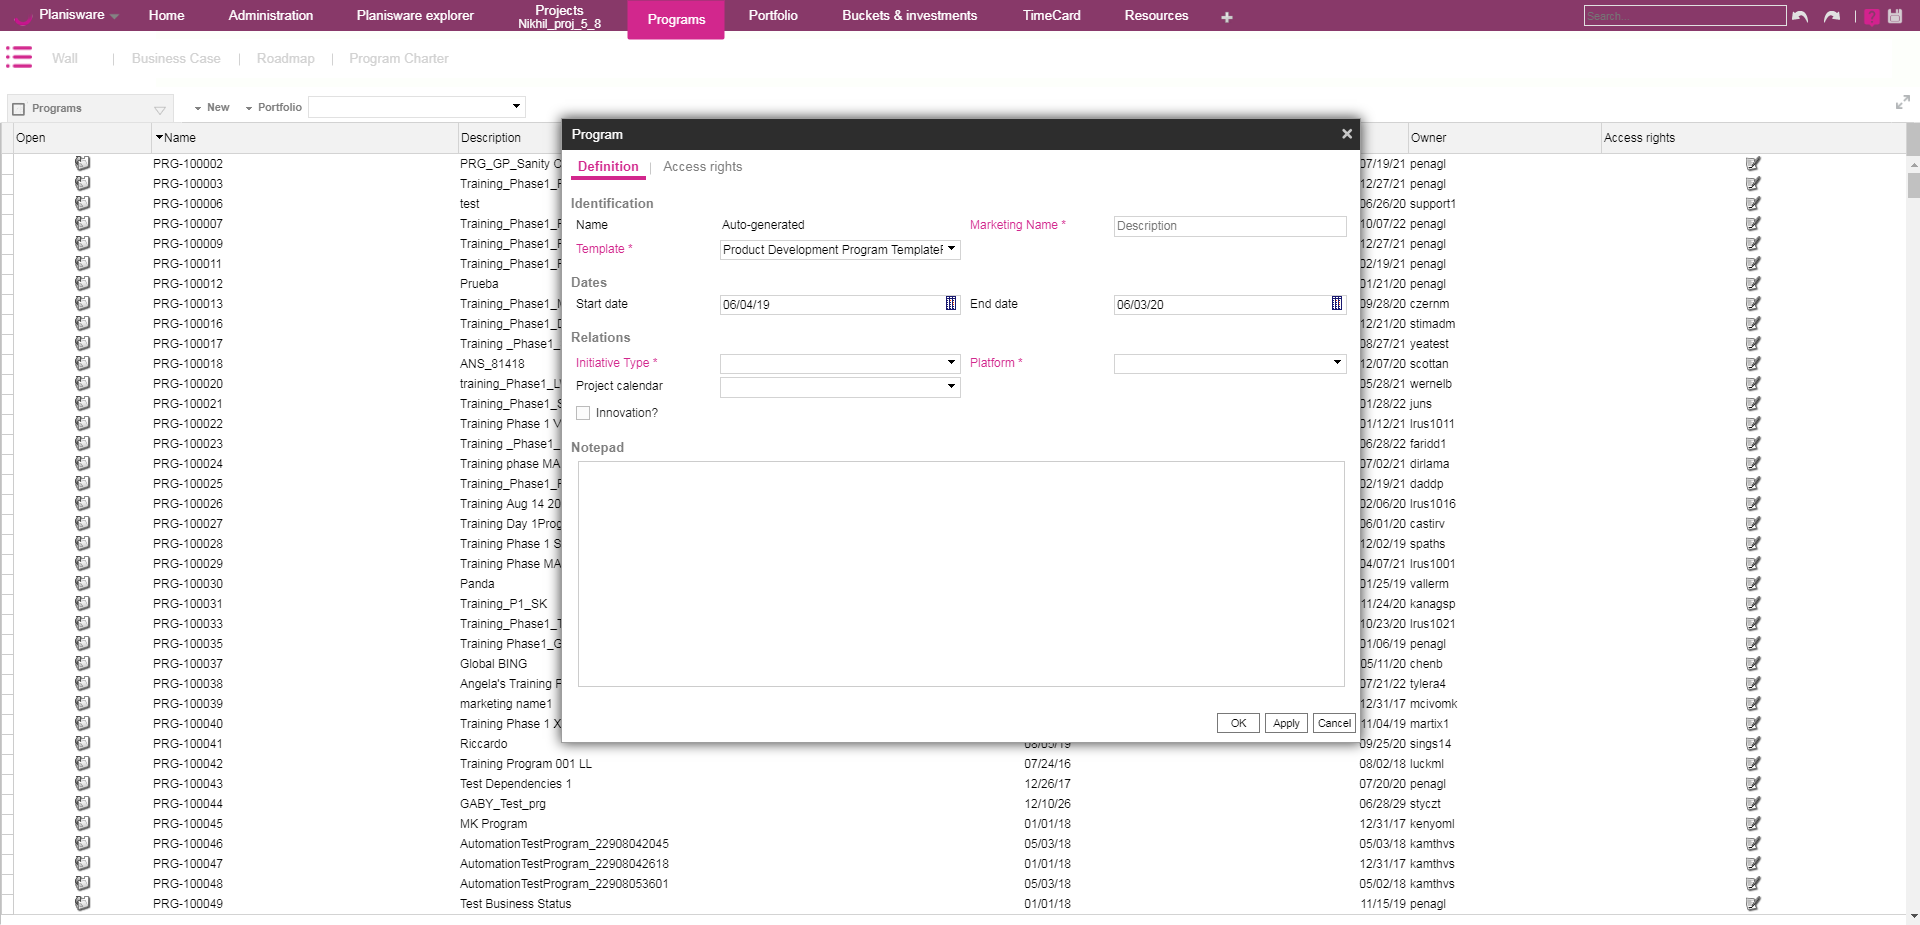 Planisware
Home
Administration
Planisware explorer
Projects
Nikhil_proj_5_8
Programs
Portfolio
Buckets & investments
TimeCard
Resources
Search...
?
Wall | Business Case | Roadmap | Program Charter
Programs
New
Portfolio
Open Name Description Owner Access rights
PRG-100002 PRG_GP_Sanity C 07/19/21 penagl
PRG-100003 Training_Phase1_F 12/27/21 penagl
PRG-100006 test 06/26/20 support1
PRG-100007 Training_Phase1_F 10/07/22 penagl
PRG-100009 Training_Phase1_F 12/27/21 penagl
PRG-100011 Training_Phase1_F 02/19/21 penagl
PRG-100012 Prueba 01/21/20 penagl
PRG-100013 Training_Phase1_M 09/28/20 czernm
PRG-100016 Training_Phase1_D 12/21/20 stimadm
PRG-100017 Training _Phase1_ 08/27/21 yeatest
PRG-100018 ANS_81418 12/07/20 scottan
PRG-100020 training_Phase1_LV 05/28/21 wernelb
PRG-100021 Training_Phase1_S 01/28/22 juns
PRG-100022 Training Phase 1 V 01/12/21 lrus1011
PRG-100023 Training _Phase1_ 06/28/22 faridd1
PRG-100024 Training phase MA 07/02/21 dirlama
PRG-100025 Training_Phase1_F 02/19/21 daddp
PRG-100026 Training Aug 14 20 02/06/20 lrus1016
PRG-100027 Training Day 1Prog 06/01/20 castirv
PRG-100028 Training Phase 1 S 12/02/19 spaths
PRG-100029 Training Phase MA 04/07/21 lrus1001
PRG-100030 Panda 01/25/19 vallerm
PRG-100031 Training_P1_SK 11/24/20 kanagsp
PRG-100033 Training_Phase1_T 10/23/20 lrus1021
PRG-100035 Training Phase1_G 01/06/19 penagl
PRG-100037 Global BING 05/11/20 chenb
PRG-100038 Angela's Training F 07/21/22 tylera4
PRG-100039 marketing name1 12/31/17 mcivomk
PRG-100040 Training Phase 1 X 11/04/19 martix1
PRG-100041 Riccardo 08/05/19 09/25/20 sings14
PRG-100042 Training Program 001 LL 07/24/16 08/02/18 luckml
PRG-100043 Test Dependencies 1 12/26/17 07/20/20 penagl
PRG-100044 GABY_Test_prg 12/10/26 06/28/29 styczt
PRG-100045 MK Program 01/01/18 12/31/17 kenyoml
PRG-100046 AutomationTestProgram_22908042045 05/03/18 05/03/18 kamthvs
PRG-100047 AutomationTestProgram_22908042618 01/01/18 12/31/17 kamthvs
PRG-100048 AutomationTestProgram_22908053601 05/03/18 05/02/18 kamthvs
PRG-100049 Test Business Status 01/01/18 11/15/19 penagl
Program
Definition | Access rights
Identification
Name Auto-generated Marketing Name * Description
Template * Product Development Program TemplateF
Dates
Start date 06/04/19 End date 06/03/20
Relations
Initiative Type * Platform *
Project calendar
Innovation?
Notepad
OK Apply Cancel